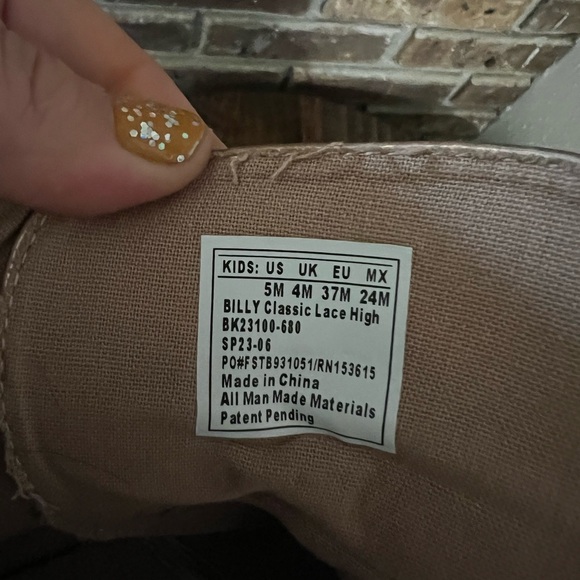 KIDS: US UK EU MX
5M 4M 37M 24M
BILLY Classic Lace High
BK23100-680
SP23-06
PO#FSTB931051/RN153615
Made in China
All Man Made Materials
Patent Pending